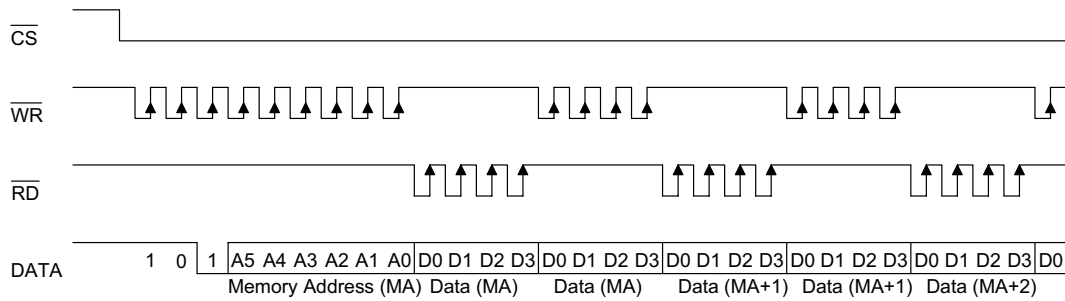 CS
WR
RD
DATA 1 0 1 A5 A4 A3 A2 A1 A0 D0 D1 D2 D3 D0 D1 D2 D3 D0 D1 D2 D3 D0 D1 D2 D3 D0 D1 D2 D3 D0
Memory Address (MA) Data (MA) Data (MA) Data (MA+1) Data (MA+1) Data (MA+2)